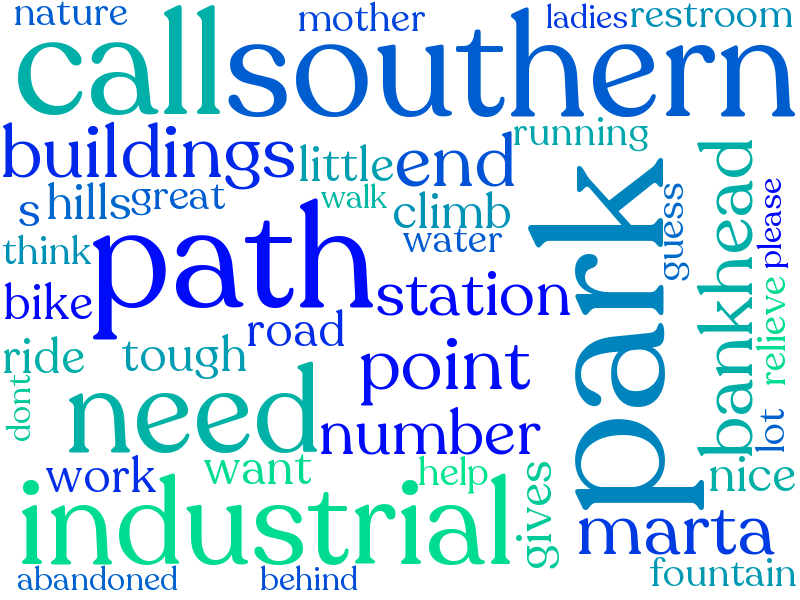 nature
mother
ladies
restroom
call
southern
buildings
little
end
running
s
hills
great
walk
climb
think
path
water
park
guess
bankhead
please
bike
station
road
relieve
ride
tough
point
dont
need
number
lot
work
want
help
gives
nice
industrial
marta
abandoned
behind
fountain